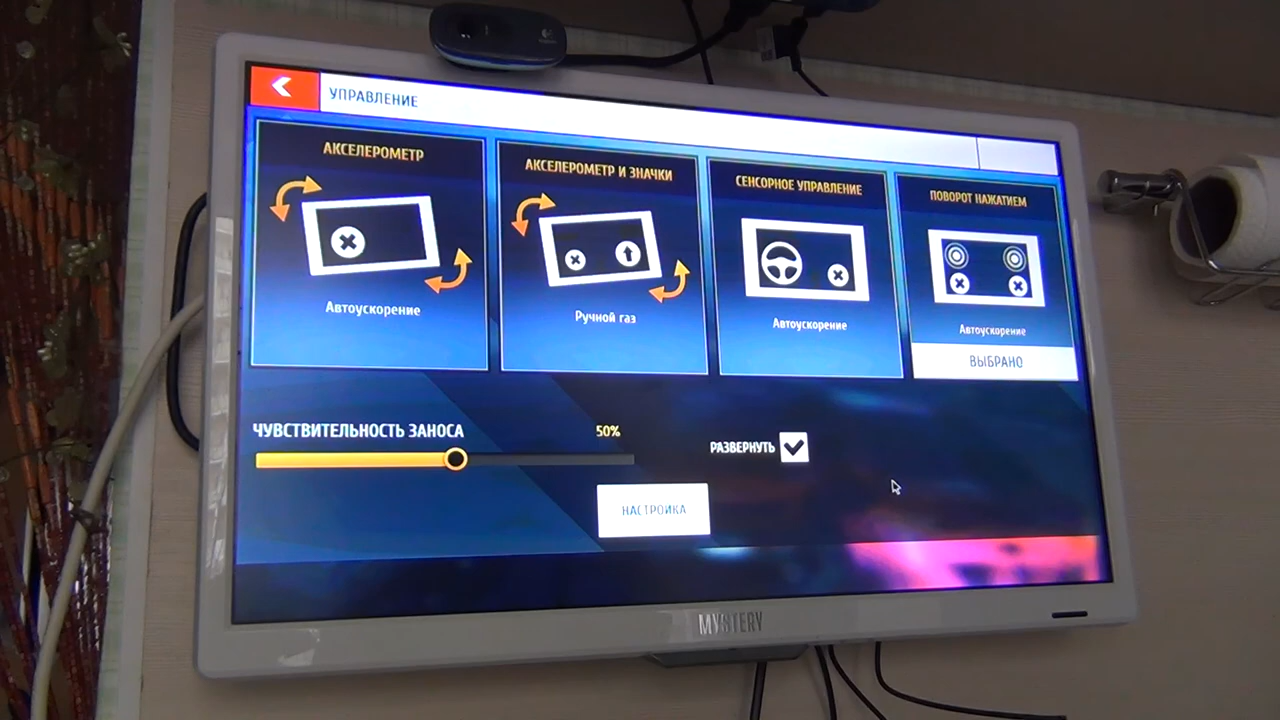 УПРАВЛЕНИЕ
АКСЕЛЕРОМЕТР
Автоускорение
АКСЕЛЕРОМЕТР И ЗНАЧКИ
Ручной газ
СЕНСОРНОЕ УПРАВЛЕНИЕ
Автоускорение
ПОВОРОТ НАЖАТИЕМ
Автоускорение
ВЫБРАНО
ЧУВСТВИТЕЛЬНОСТЬ ЗАНОСА
50%
РАЗВЕРНУТЬ
НАСТРОЙКА
MYSTERY